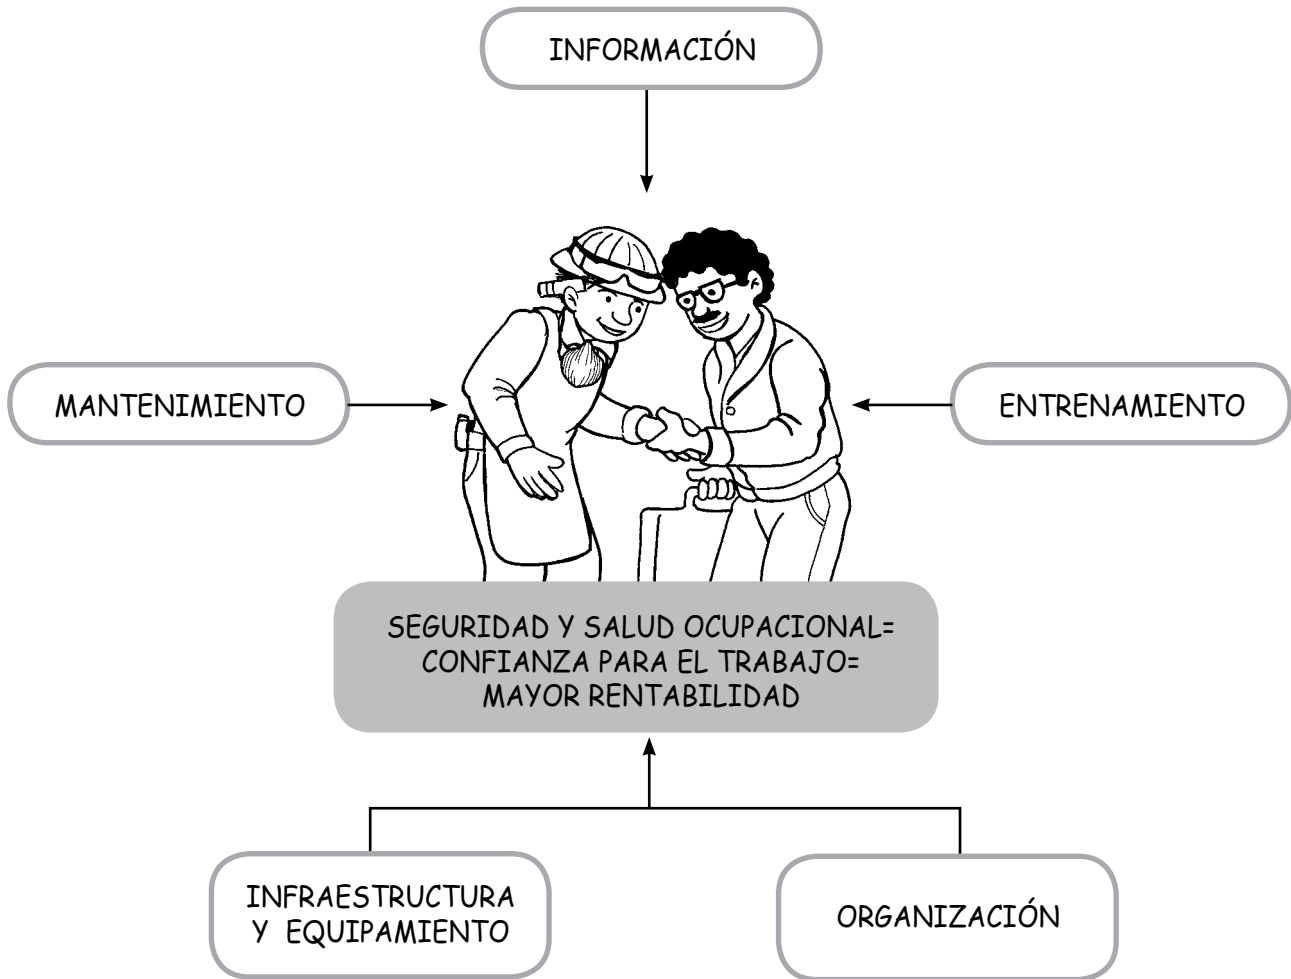 INFORMACIÓN
MANTENIMIENTO
ENTRENAMIENTO
SEGURIDAD Y SALUD OCUPACIONAL=
CONFIANZA PARA EL TRABAJO=
MAYOR RENTABILIDAD
INFRAESTRUCTURA
Y EQUIPAMIENTO
ORGANIZACIÓN